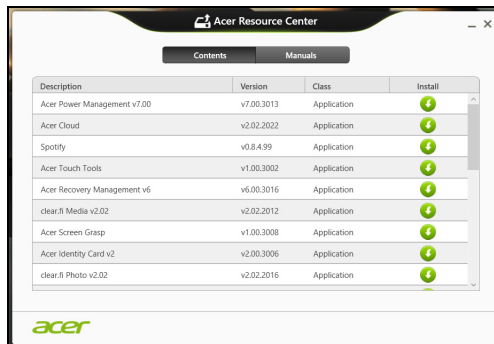 Acer Resource Center
Contents Manuals
Description Version Class Install
Acer Power Management v7.00 v7.00.3013 Application
Acer Cloud v2.02.2022 Application
Spotify v0.8.4.99 Application
Acer Touch Tools v1.00.3002 Application
Acer Recovery Management v6 v6.00.3016 Application
clear.fi Media v2.02 v2.02.2012 Application
Acer Screen Grasp v1.00.3008 Application
Acer Identity Card v2 v2.00.3006 Application
clear.fi Photo v2.02 v2.02.2016 Application
acer